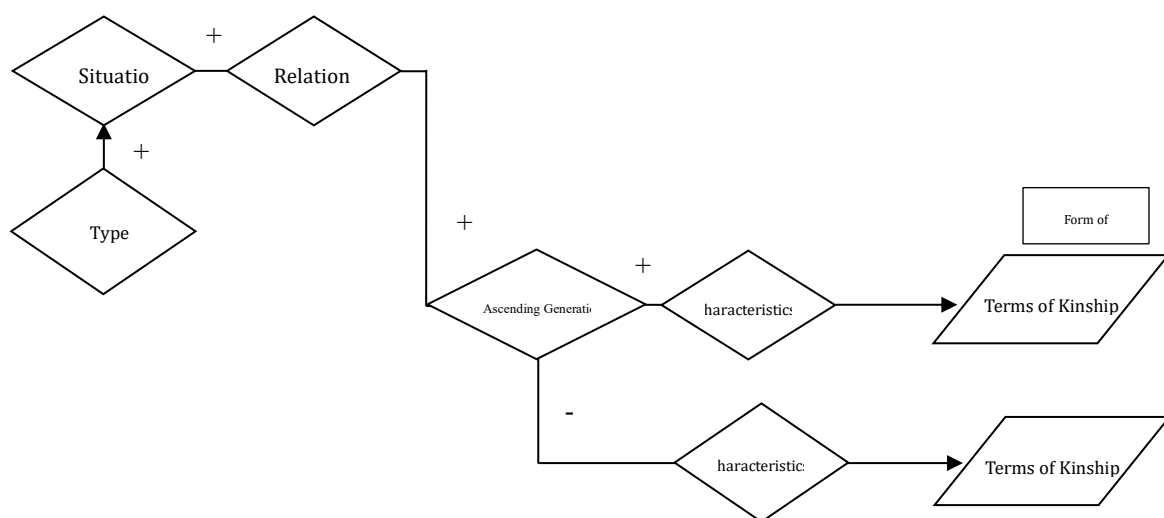 +
Situatio
Relation
+
Type
+
+
Form of
Ascending Generati
haracteristics
Terms of Kinship
-
haracteristics
Terms of Kinship